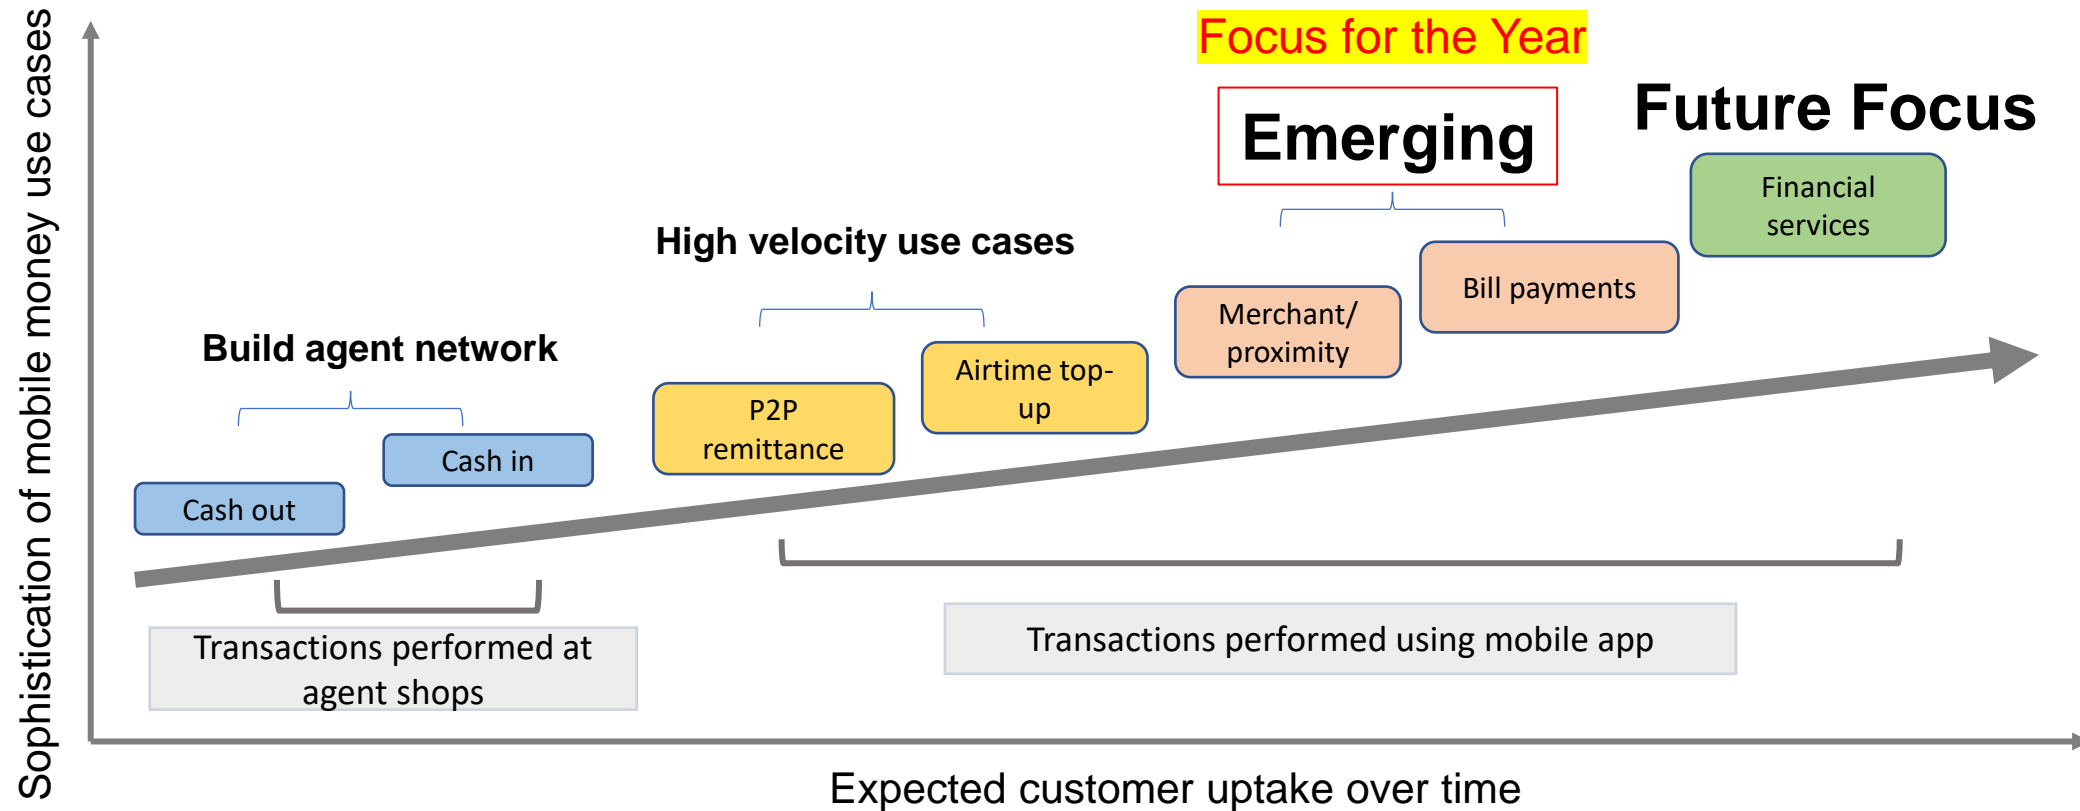 Sophistication of mobile money use cases
Focus for the Year
Emerging
Future Focus
Financial
services
High velocity use cases
Bill payments
Merchant/
proximity
Build agent network
Airtime top-
up
P2P
remittance
Cash in
Cash out
Transactions performed at
agent shops
Transactions performed using mobile app
Expected customer uptake over time